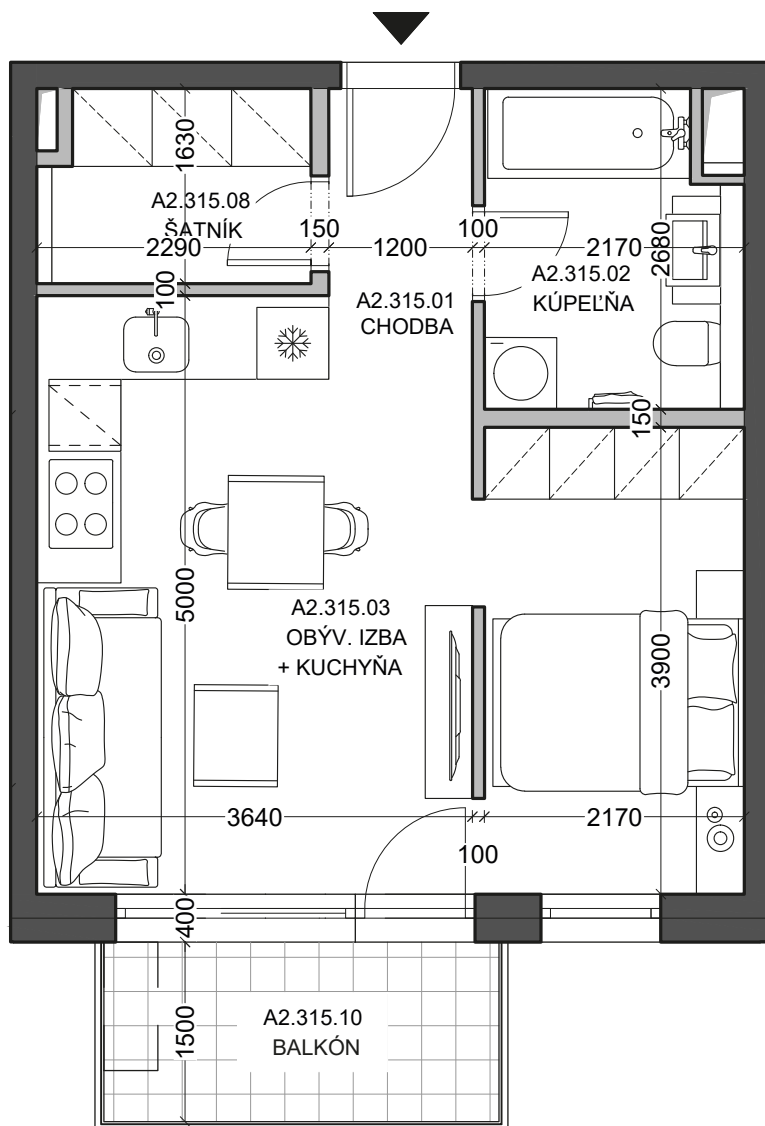 1630
A2.315.08
ŠATNÍK
2290
150
1200
100
2170
2680
A2.315.02
KÚPEĽŇA
A2.315.01
CHODBA
100
150
5000
A2.315.03
OBÝV. IZBA
+ KUCHYŇA
3900
3640
2170
100
400
1500
A2.315.10
BALKÓN